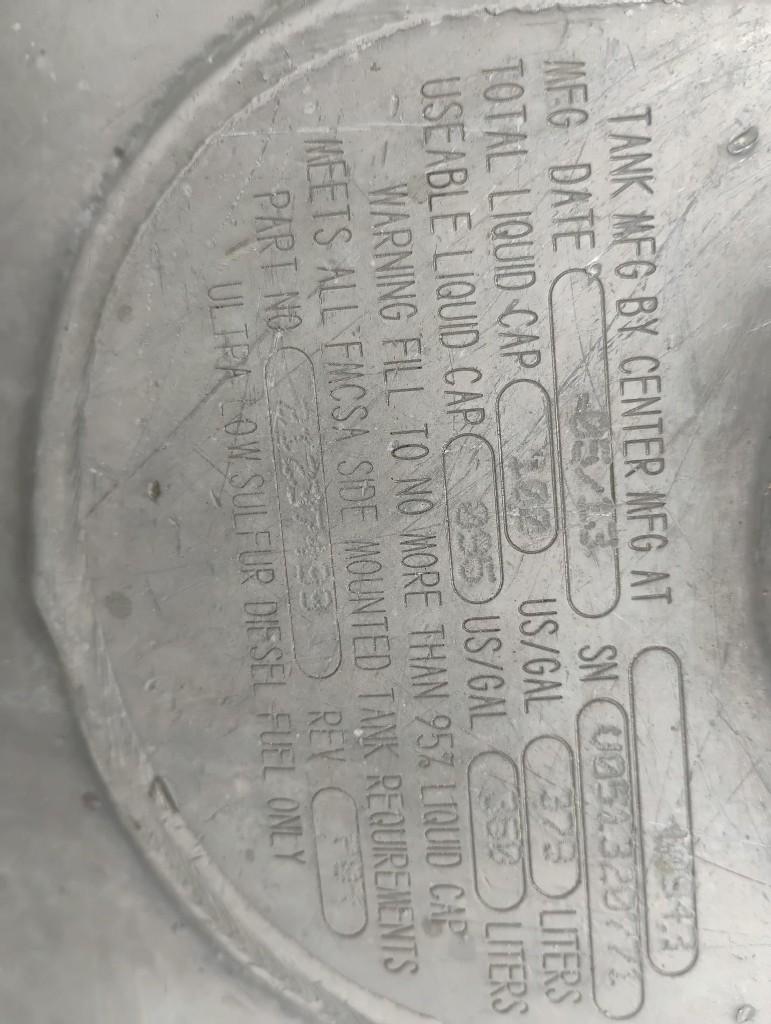 TANK MFG BY CENTER MFG AT
MFG DATE 05/13 SN
TOTAL LIQUID CAP 100 US/GAL 379 LITERS
USEABLE LIQUID CAP 095 US/GAL 360 LITERS
WARNING FILL TO NO MORE THAN 95% LIQUID CAP
MEETS ALL FMCSA SIDE MOUNTED TANK REQUIREMENTS
PART NO REV
ULTRA LOW SULFUR DIESEL FUEL ONLY